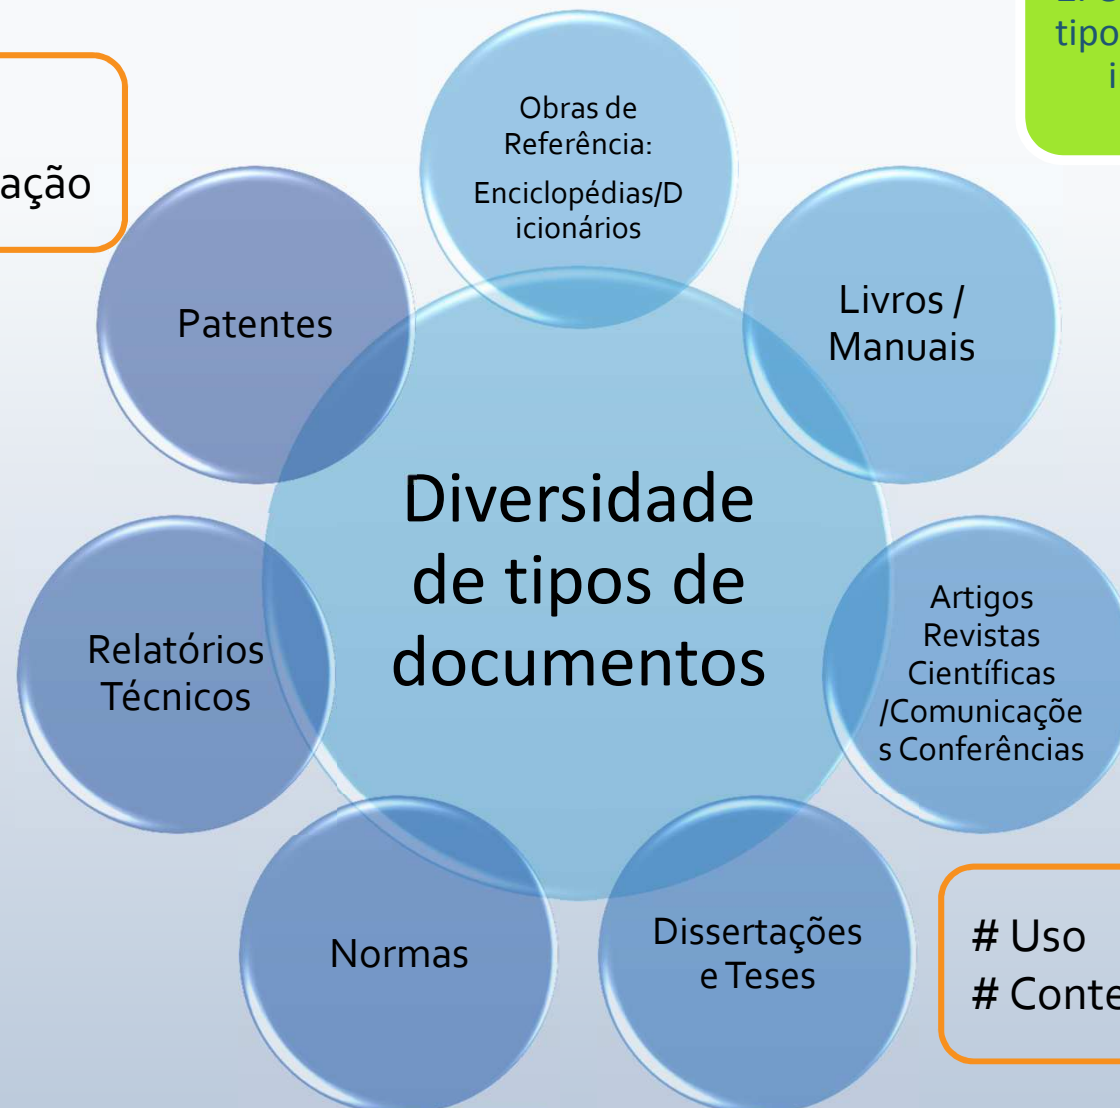 tipo
i
ação
Obras de
Referência:
Enciclopédias/D
icionários
Livros /
Manuais
Patentes
Diversidade
de tipos de
documentos
Artigos
Revistas
Científicas
/Comunicaçõe
s Conferências
Relatórios
Técnicos
Dissertações
e Teses
Normas
# Uso
# Conte